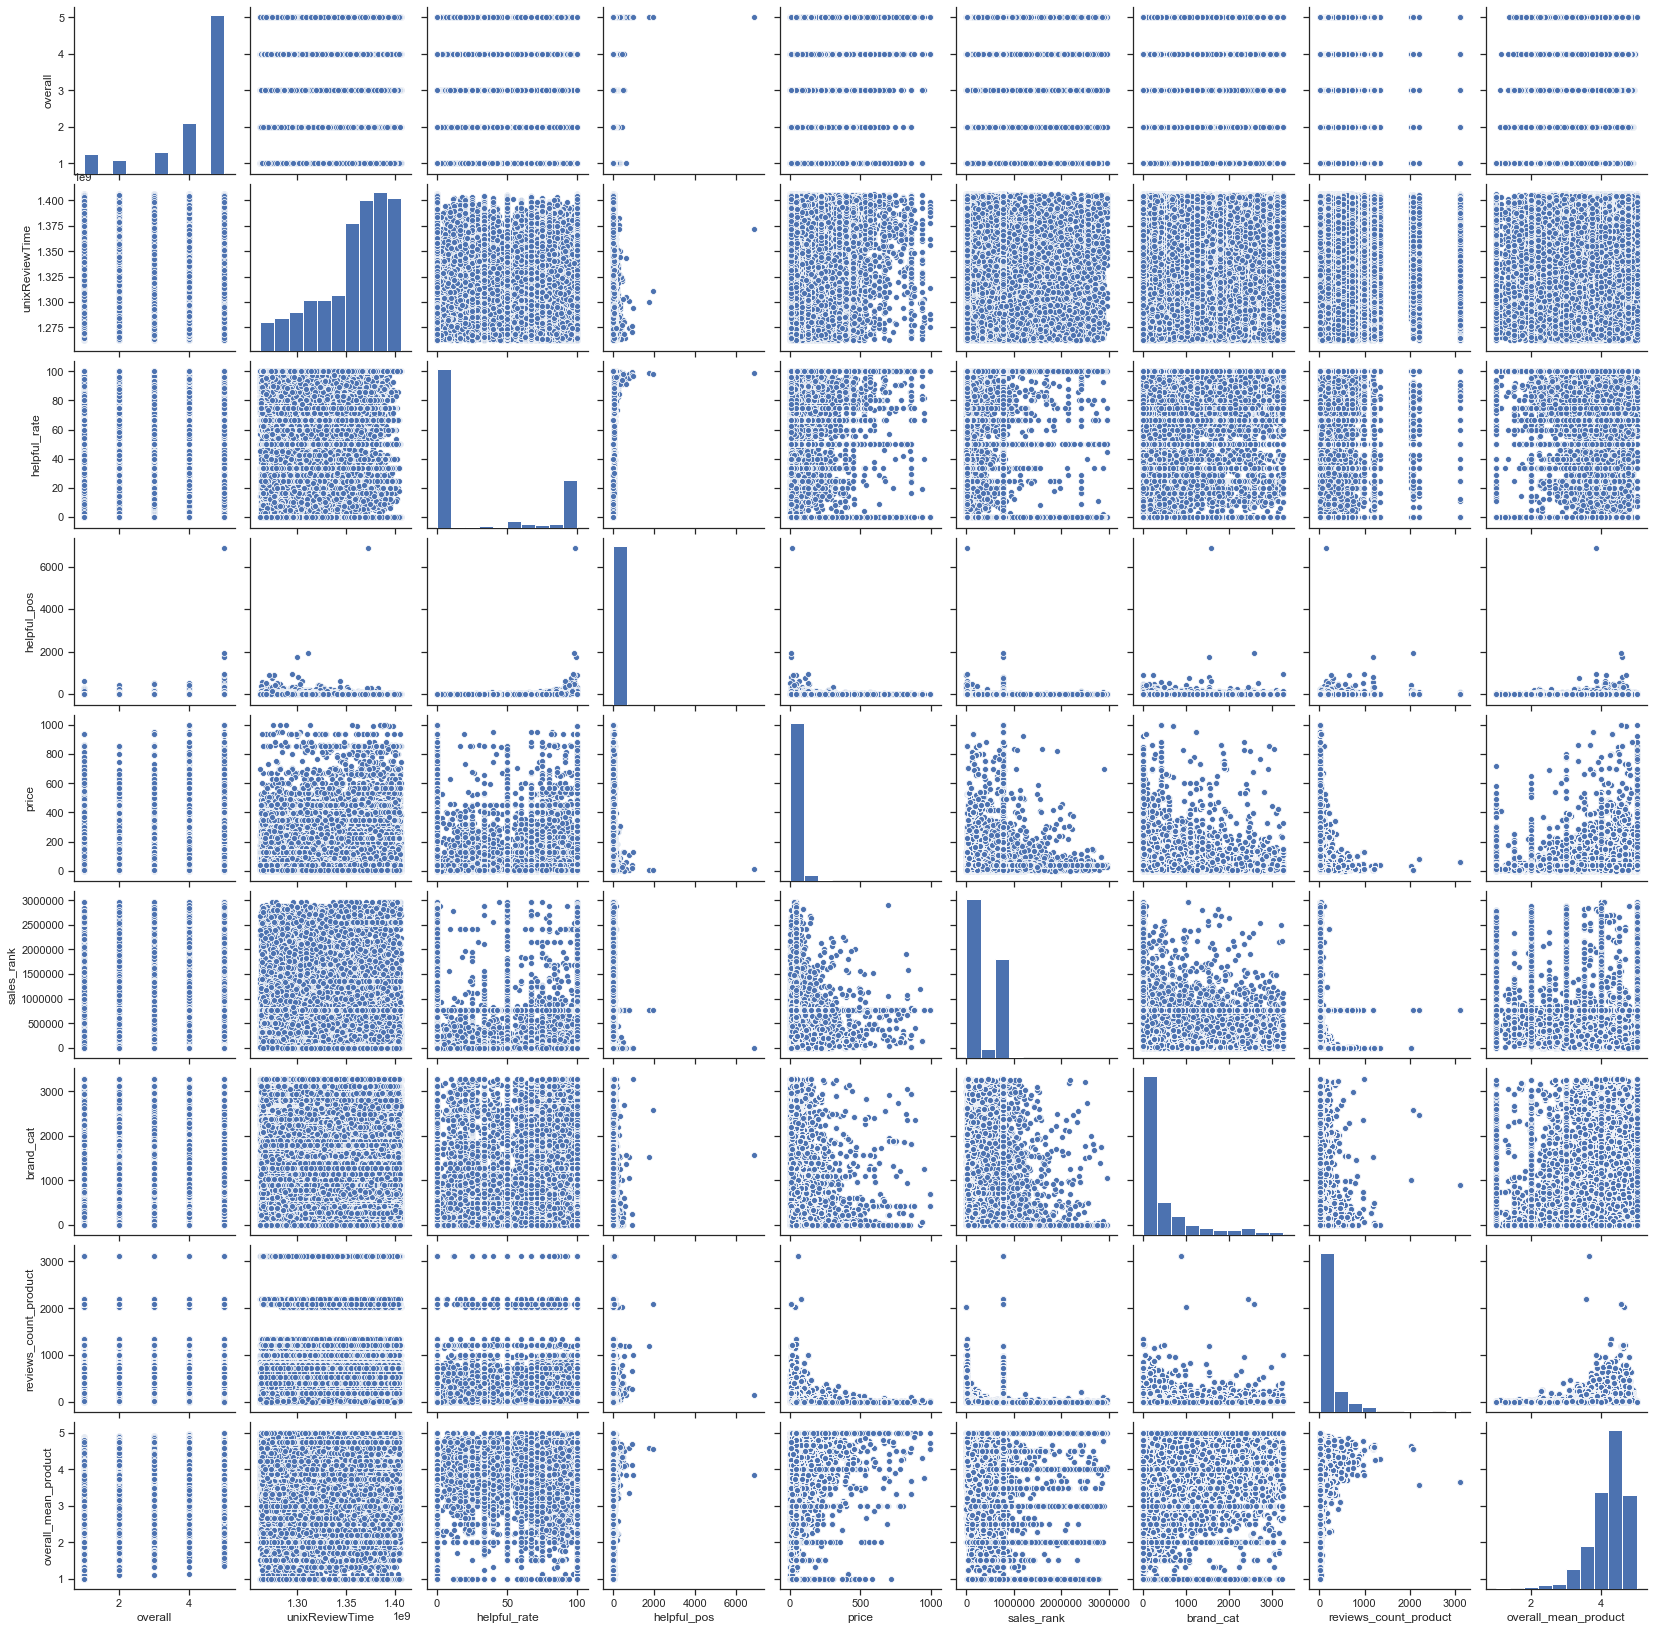 5
4
3
2
1
overall
1e9
1.400
1.375
1.350
1.325
1.300
1.275
unixReviewTime
100
80
60
40
20
0
helpful_rate
6000
4000
2000
0
helpful_pos
1000
800
600
400
200
0
price
3000000
2500000
2000000
1500000
1000000
500000
0
sales_rank
3000
2000
1000
0
brand_cat
3000
2000
1000
0
reviews_count_product
5
4
3
2
1
overall_mean_product
2 4
overall
1.30 1.35 1.40
1e9
unixReviewTime
0 50 100
helpful_rate
0 2000 4000 6000
helpful_pos
0 500 1000
price
0 1000000 2000000 3000000
sales_rank
0 1000 2000 3000
brand_cat
0 1000 2000 3000
reviews_count_product
2 4
overall_mean_product